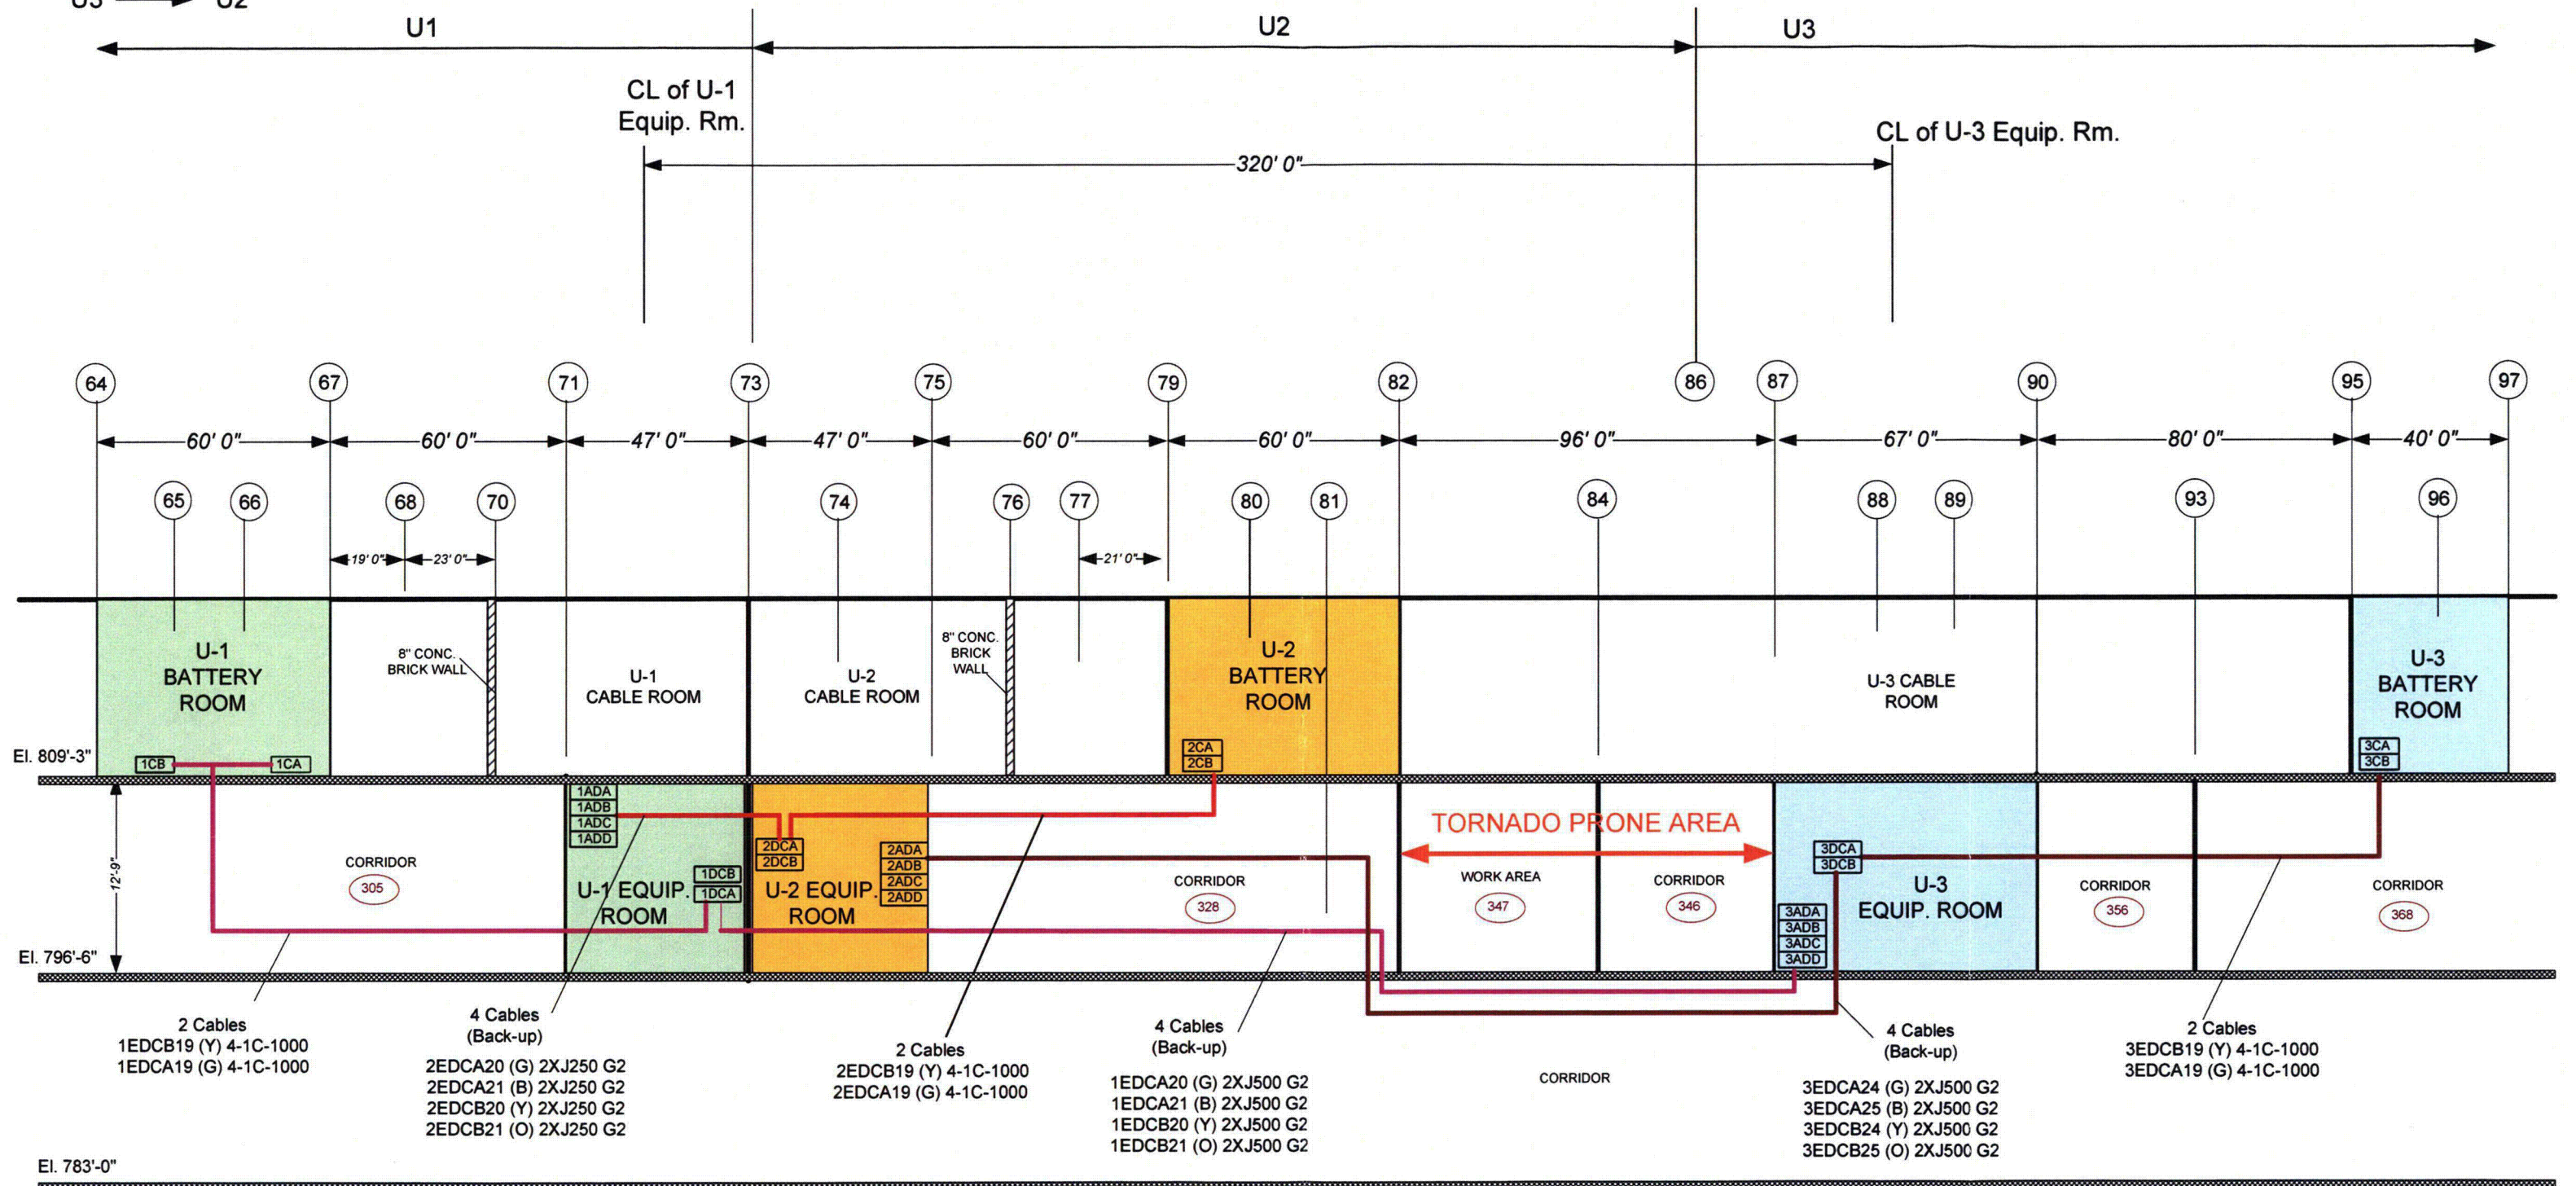 U3 U2
U1
U2
U3
CL of U-1
Equip. Rm.
CL of U-3 Equip. Rm.
320' 0"
64
67
71
73
75
79
82
86
87
90
95
97
60' 0"
60' 0"
47' 0"
47' 0"
60' 0"
60' 0"
96' 0"
67' 0"
80' 0"
40' 0"
65
66
68
70
74
76
77
80
81
84
88
89
93
96
19' 0"
23' 0"
21' 0"
U-1
BATTERY
ROOM
8" CONC.
BRICK WALL
U-1
CABLE ROOM
U-2
CABLE ROOM
8" CONC.
BRICK
WALL
U-2
BATTERY
ROOM
U-3 CABLE
ROOM
U-3
BATTERY
ROOM
El. 809'-3"
1CB
1CA
2CA
2CB
3CA
3CB
12'-9"
CORRIDOR
305
1ADA
1ADB
1ADC
1ADD
1DCB
1DCA
U-1 EQUIP.
ROOM
2DCA
2DCB
2ADA
2ADB
2ADC
2ADD
U-2 EQUIP.
ROOM
CORRIDOR
328
TORNADO PRONE AREA
WORK AREA
347
CORRIDOR
346
3DCA
3DCB
3ADA
3ADB
3ADC
3ADD
U-3
EQUIP. ROOM
CORRIDOR
356
CORRIDOR
368
El. 796'-6"
2 Cables
1EDCB19 (Y) 4-1C-1000
1EDCA19 (G) 4-1C-1000
4 Cables
(Back-up)
2EDCA20 (G) 2XJ250 G2
2EDCA21 (B) 2XJ250 G2
2EDCB20 (Y) 2XJ250 G2
2EDCB21 (O) 2XJ250 G2
2 Cables
2EDCB19 (Y) 4-1C-1000
2EDCA19 (G) 4-1C-1000
4 Cables
(Back-up)
1EDCA20 (G) 2XJ500 G2
1EDCA21 (B) 2XJ500 G2
1EDCB20 (Y) 2XJ500 G2
1EDCB21 (O) 2XJ500 G2
CORRIDOR
4 Cables
(Back-up)
3EDCA24 (G) 2XJ500 G2
3EDCA25 (B) 2XJ500 G2
3EDCB24 (Y) 2XJ500 G2
3EDCB25 (O) 2XJ500 G2
2 Cables
3EDCB19 (Y) 4-1C-1000
3EDCA19 (G) 4-1C-1000
El. 783'-0"